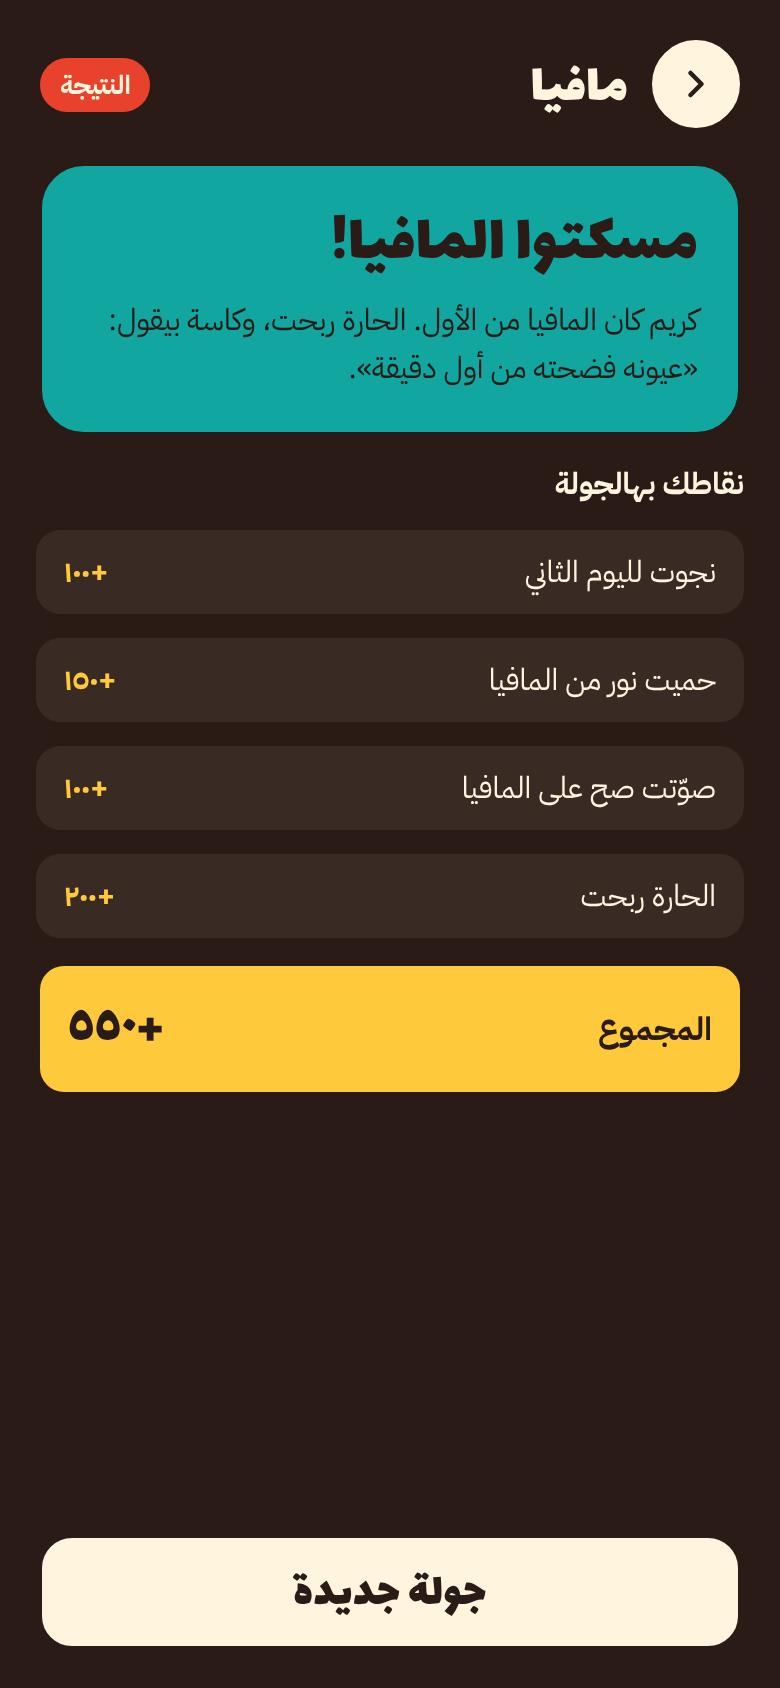 مافيا
النتيجة
مسكتوا المافيا!
كريم كان المافيا من الأول. الحارة ربحت، وكاسة بيقول:
«عيونه فضحته من أول دقيقة».
نقاطك بهالجولة
نجوت لليوم الثاني +١٠٠
حميت نور من المافيا +١٥٠
صوّتت صح على المافيا +١٠٠
الحارة ربحت +٢٠٠
المجموع +٥٥٠
جولة جديدة